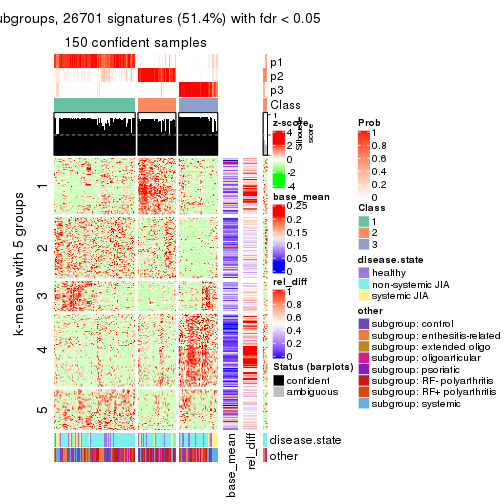 ubgroups, 26701 signatures (51.4%) with fdr < 0.05
150 confident samples
p1
p2
p3
Class
1
Silhouette
score
k-means with 5 groups
1
2
3
4
5
base_mean
rel_diff
disease.state
other
z-score
4
2
0
-2
-4
base_mean
0.25
0.2
0.15
0.1
0.05
0
rel_diff
1
0.8
0.6
0.4
0.2
0
Status (barplots)
confident
ambiguous
Prob
1
0.8
0.6
0.4
0.2
0
Class
1
2
3
disease.state
healthy
non-systemic JIA
systemic JIA
other
subgroup: control
subgroup: enthesitis-related
subgroup: extended oligo
subgroup: oligoarticular
subgroup: psoriatic
subgroup: RF- polyarthritis
subgroup: RF+ polyarthritis
subgroup: systemic